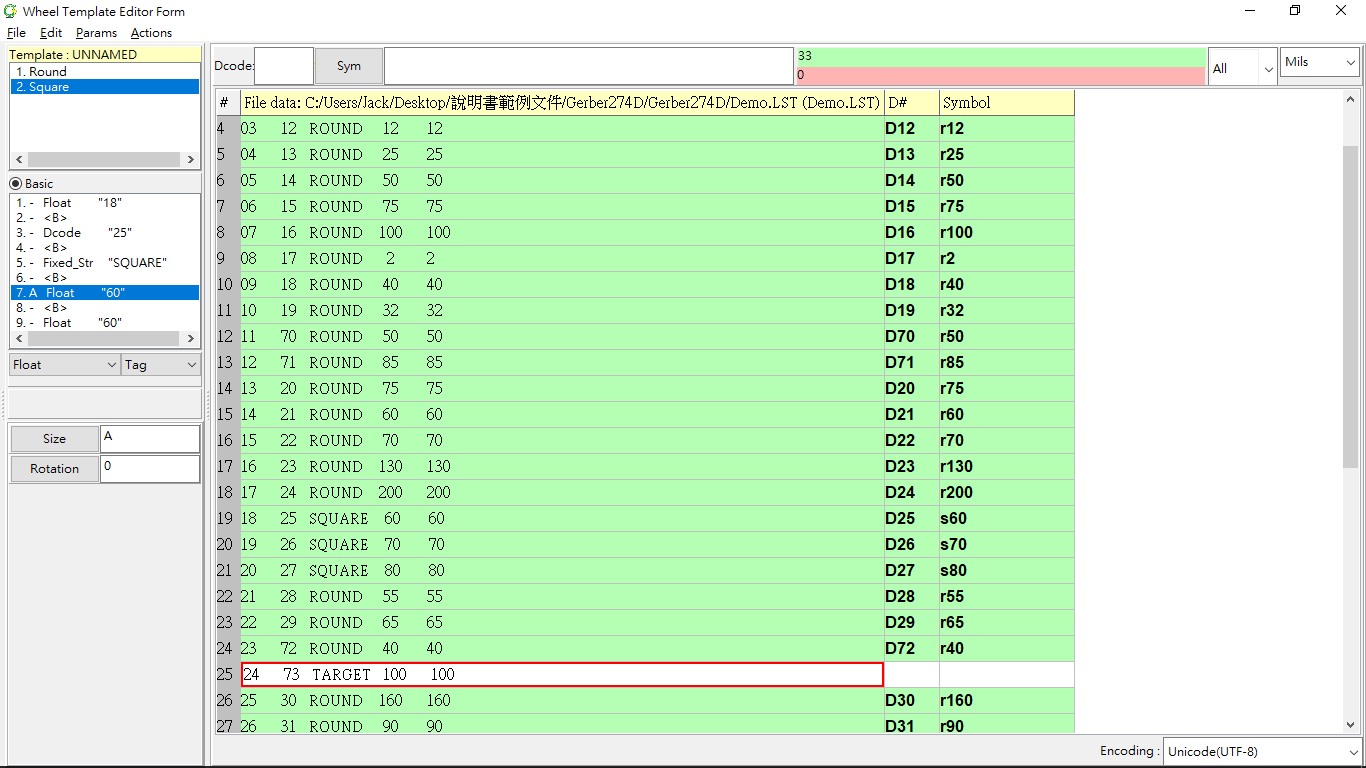 Wheel Template Editor Form
File Edit Params Actions
Template : UNNAMED
1. Round
2. Square
Basic
1. - Float "18"
2. - <B>
3. - Dcode "25"
4. - <B>
5. - Fixed_Str "SQUARE"
6. - <B>
7. A Float "60"
8. - <B>
9. - Float "60"
Float Tag
Size A
Rotation 0
Dcode: Sym 33 All Mils
0
# File data: C:/Users/Jack/Desktop/說明書範例文件/Gerber274D/Gerber274D/Demo.LST (Demo.LST) D# Symbol
4 03 12 ROUND 12 12 D12 r12
5 04 13 ROUND 25 25 D13 r25
6 05 14 ROUND 50 50 D14 r50
7 06 15 ROUND 75 75 D15 r75
8 07 16 ROUND 100 100 D16 r100
9 08 17 ROUND 2 2 D17 r2
10 09 18 ROUND 40 40 D18 r40
11 10 19 ROUND 32 32 D19 r32
12 11 70 ROUND 50 50 D70 r50
13 12 71 ROUND 85 85 D71 r85
14 13 20 ROUND 75 75 D20 r75
15 14 21 ROUND 60 60 D21 r60
16 15 22 ROUND 70 70 D22 r70
17 16 23 ROUND 130 130 D23 r130
18 17 24 ROUND 200 200 D24 r200
19 18 25 SQUARE 60 60 D25 s60
20 19 26 SQUARE 70 70 D26 s70
21 20 27 SQUARE 80 80 D27 s80
22 21 28 ROUND 55 55 D28 r55
23 22 29 ROUND 65 65 D29 r65
24 23 72 ROUND 40 40 D72 r40
25 24 73 TARGET 100 100
26 25 30 ROUND 160 160 D30 r160
27 26 31 ROUND 90 90 D31 r90
Encoding : Unicode(UTF-8)